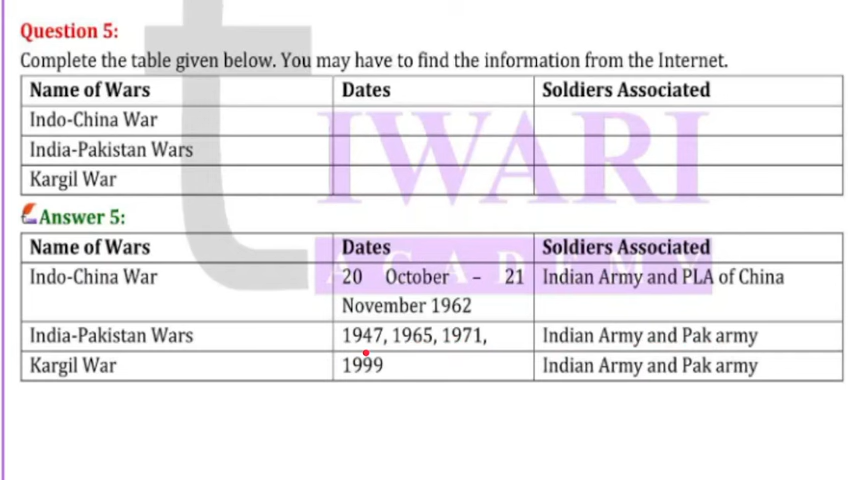 Question 5:
Complete the table given below. You may have to find the information from the Internet.
Name of Wars Dates Soldiers Associated
Indo-China War
India-Pakistan Wars
Kargil War
tIWARI
ACADEMY
Answer 5:
Name of Wars Dates Soldiers Associated
Indo-China War 20 October – 21 Indian Army and PLA of China
November 1962
India-Pakistan Wars 1947, 1965, 1971, Indian Army and Pak army
Kargil War 1999 Indian Army and Pak army